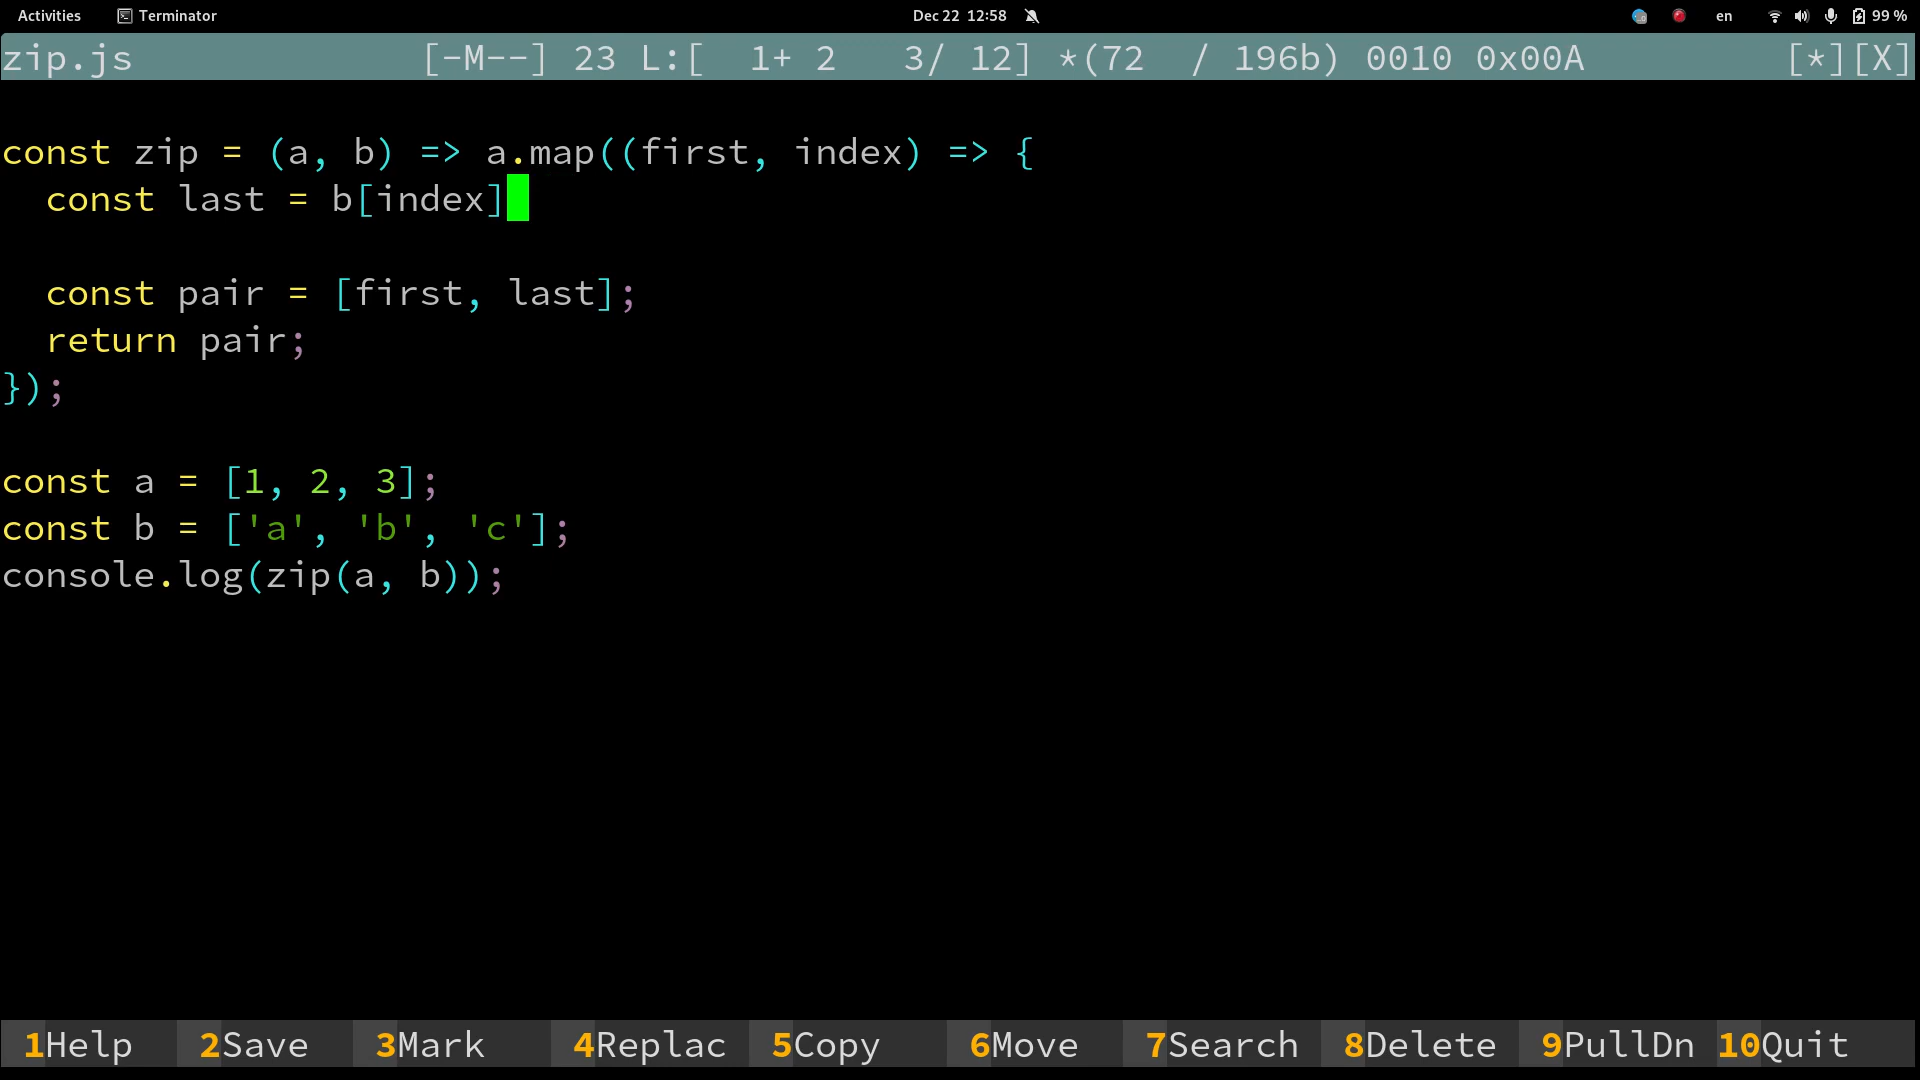 Activities Terminator Dec 22 12:58 en 99 %
zip.js [-M--] 23 L:[ 1+ 2 3/ 12] *(72 / 196b) 0010 0x00A [*][X]
const zip = (a, b) => a.map((first, index) => {
  const last = b[index]
  const pair = [first, last];
  return pair;
});
const a = [1, 2, 3];
const b = ['a', 'b', 'c'];
console.log(zip(a, b));
1Help 2Save 3Mark 4Replac 5Copy 6Move 7Search 8Delete 9PullDn 10Quit